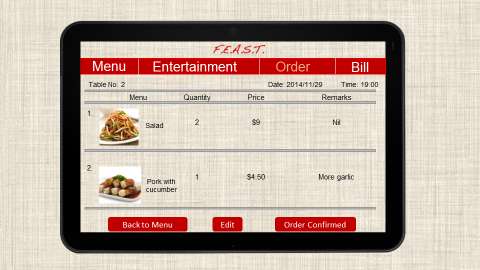 F.E.A.S.T.
Menu Entertainment Order Bill
Table No. 2 Date: 2014/11/29 Time: 19:00
Menu Quantity Price Remarks
1.
Salad 2 $9 Nil
2.
Pork with cucumber 1 $4.50 More garlic
Back to Menu Edit Order Confirmed